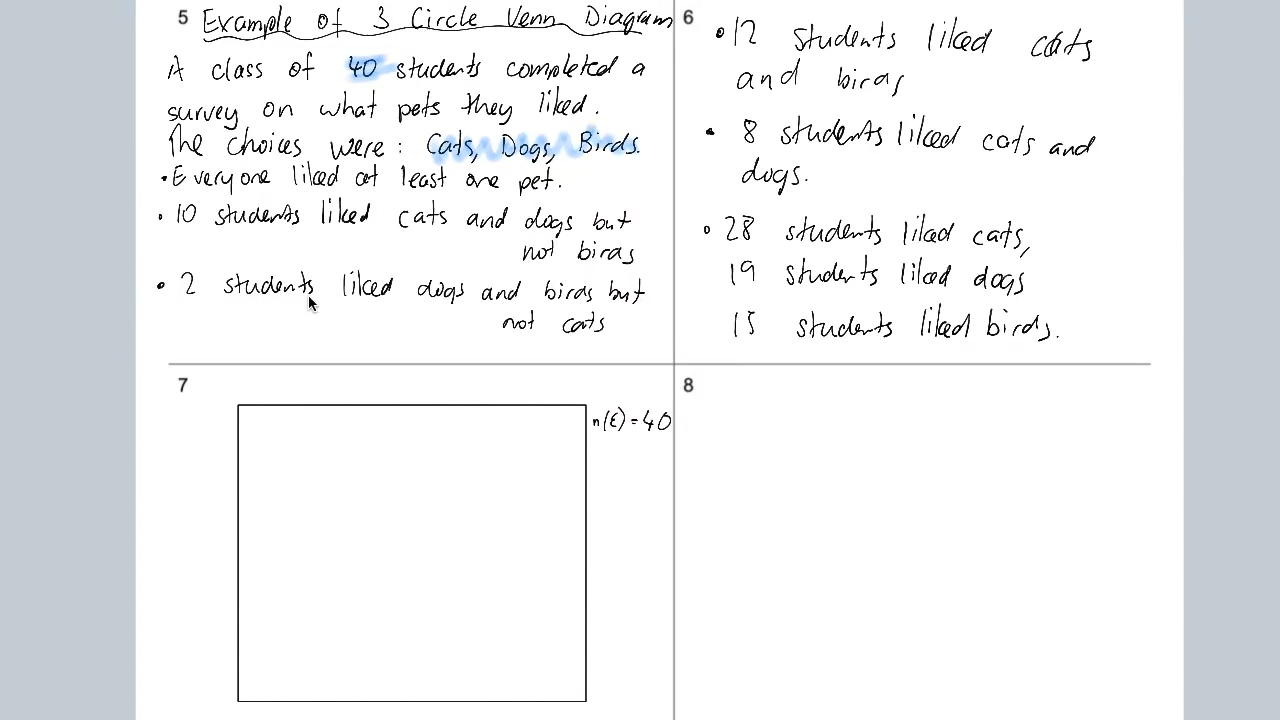 5 Example of 3 Circle Venn Diagram
A class of 40 students completed a
survey on what pets they liked.
The choices were: Cats, Dogs, Birds.
• Everyone liked at least one pet.
• 10 students liked cats and dogs but
not birds
• 2 students liked dogs and birds but
not cats
6
• 12 students liked cats
and birds
• 8 students liked cats and
dogs.
• 28 students liked cats,
19 students liked dogs
15 students liked birds.
7
n(ℰ) = 40
8